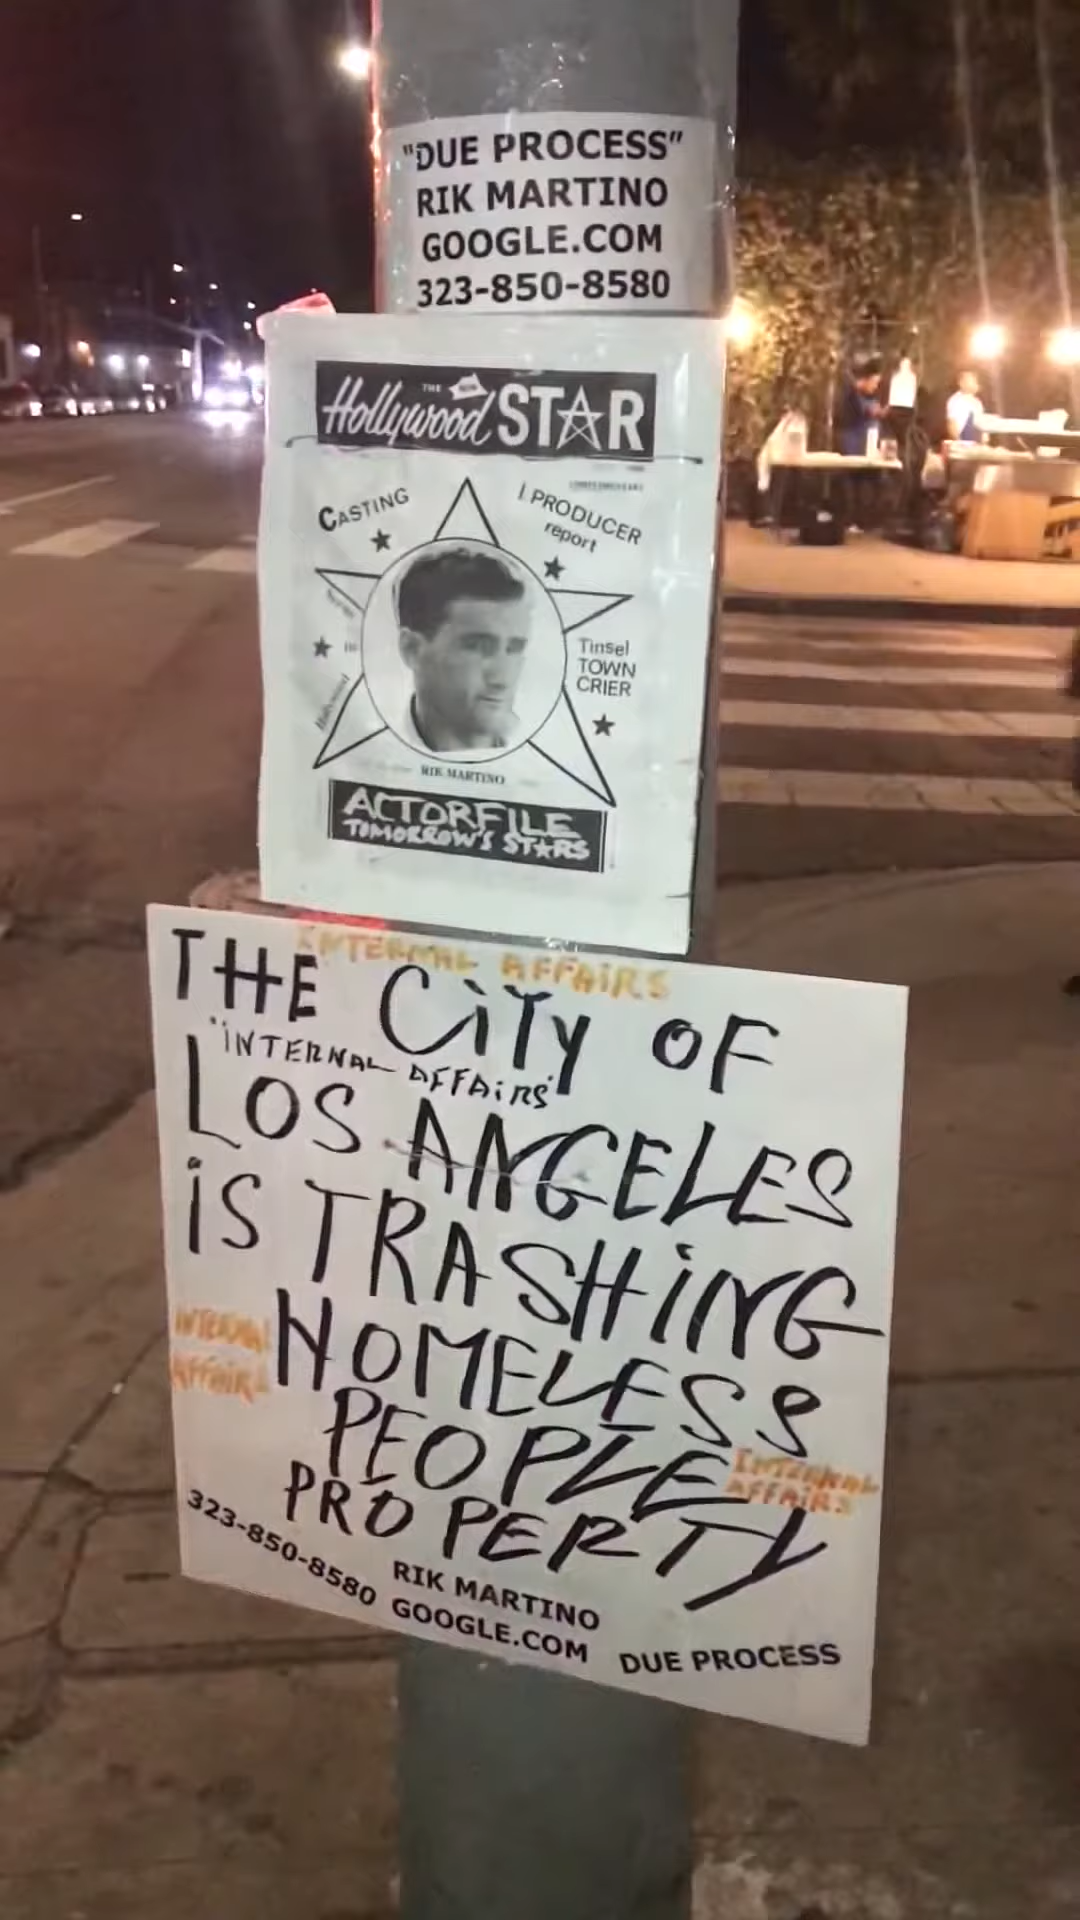 "DUE PROCESS"
RIK MARTINO
GOOGLE.COM
323-850-8580
THE
Hollywood STAR
CASTING
PRODUCER
report
Tinsel
TOWN
CRIER
RIK MARTINO
ACTORFILE
TOMORROW'S STARS
INTERNAL AFFAIRS
THE CiTy OF
"INTERNAL AFFAiRS"
LOS ANGELES
iS TRASHiNG
HOMELESS
INTERNAL
AFFAIRS
PEOPLE
INTERNAL
AFFAiRS
PROPERTY
323-850-8580
RIK MARTINO
GOOGLE.COM
DUE PROCESS